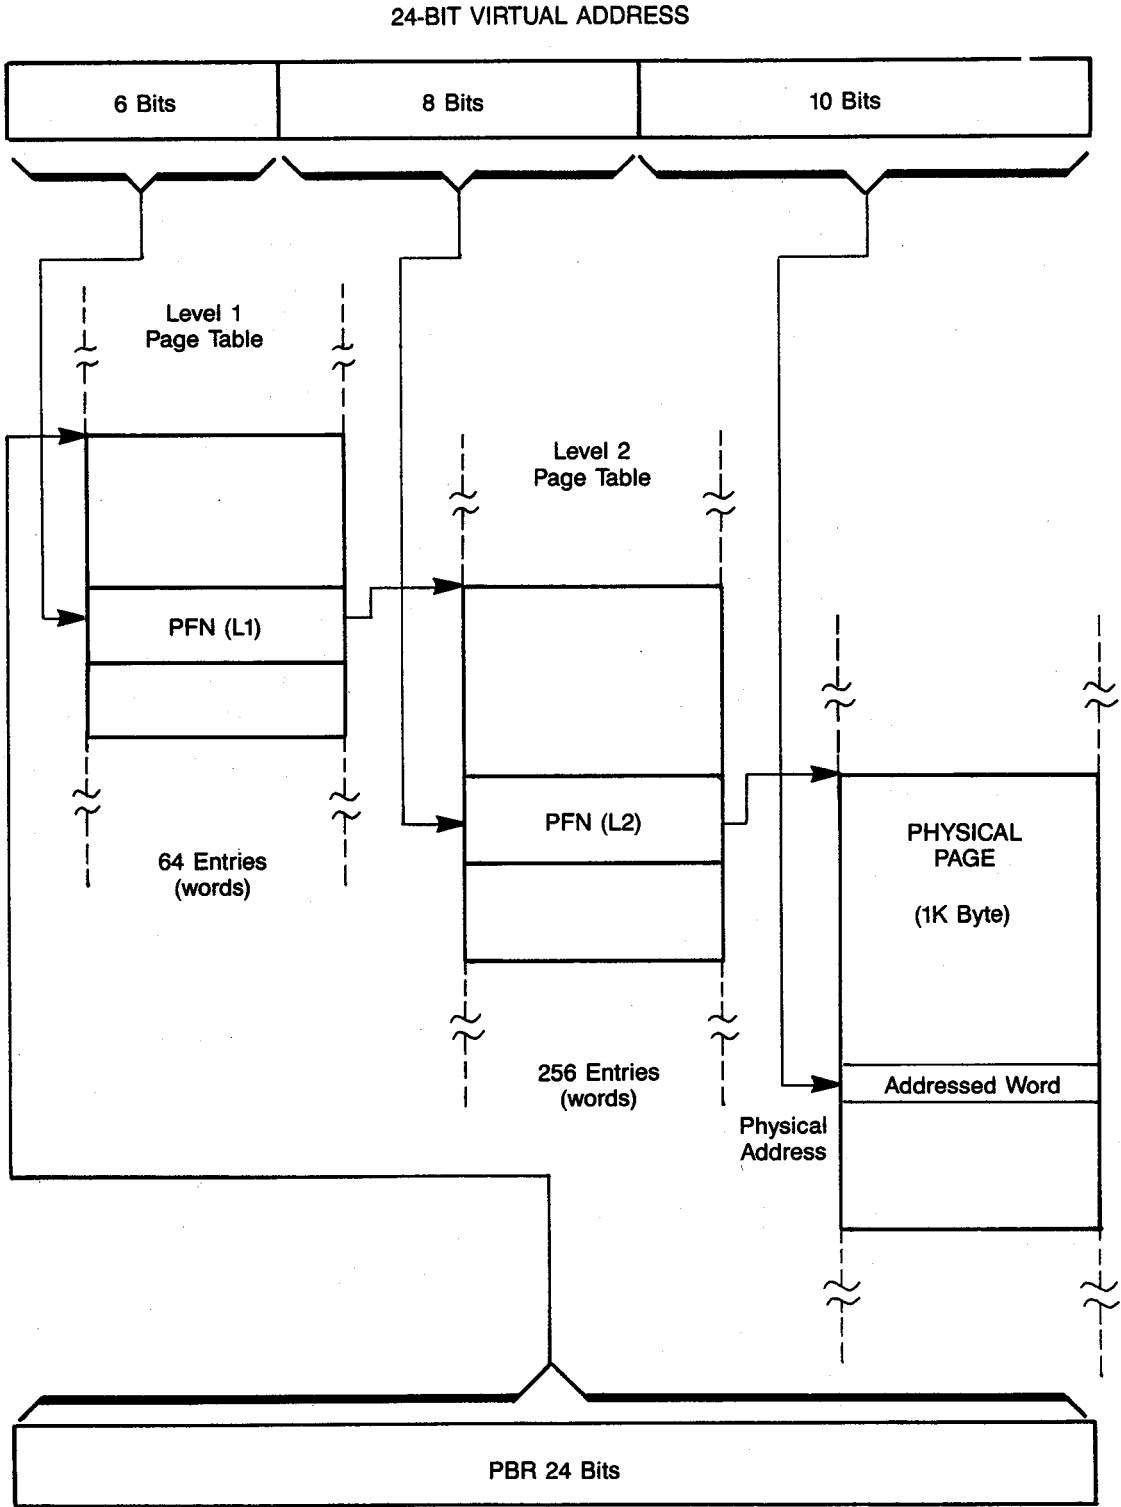 24-BIT VIRTUAL ADDRESS
6 Bits
8 Bits
10 Bits
Level 1
Page Table
Level 2
Page Table
PFN (L1)
PFN (L2)
64 Entries
(words)
PHYSICAL
PAGE
(1K Byte)
256 Entries
(words)
Addressed Word
Physical
Address
PBR 24 Bits